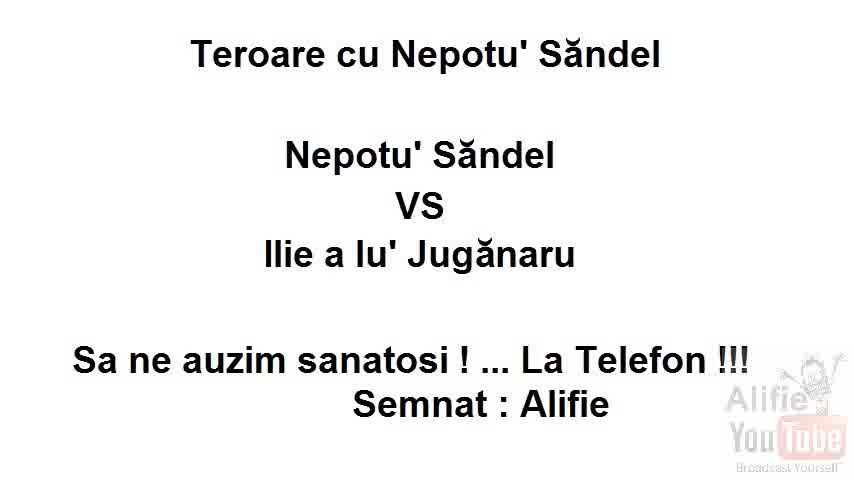 Teroare cu Nepotu' Săndel
Nepotu' Săndel
VS
Ilie a lu' Jugănaru
Sa ne auzim sanatosi ! ... La Telefon !!!
Semnat : Alifie
Alifie
YouTube
Broadcast Yourself™